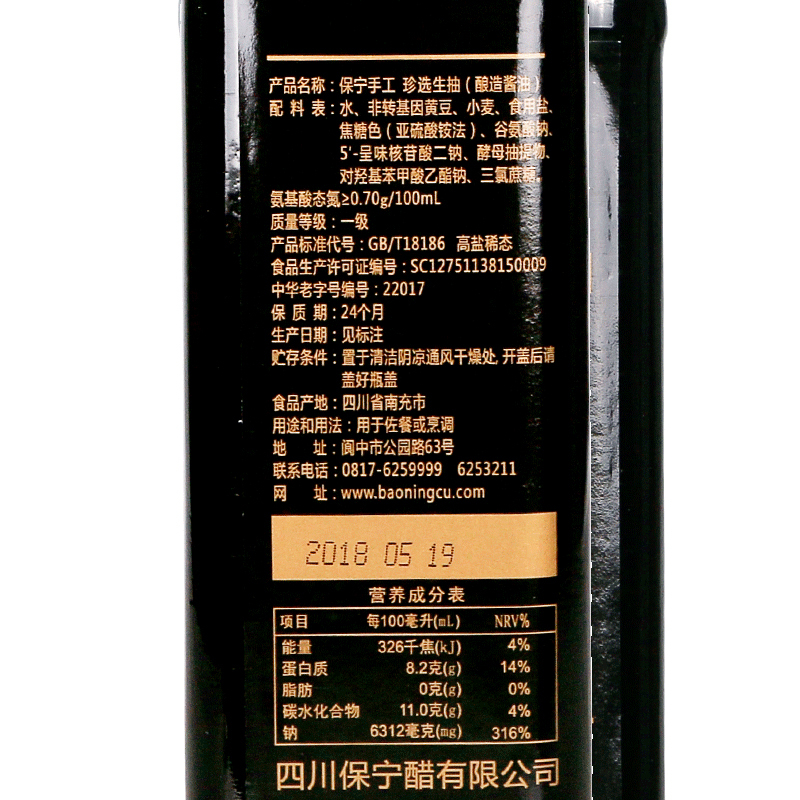 产品名称：保宁手工 珍选生抽（酿造酱油）
配 料 表：水、非转基因黄豆、小麦、食用盐、
焦糖色（亚硫酸铵法）、谷氨酸钠、
5'-呈味核苷酸二钠、酵母抽提物、
对羟基苯甲酸乙酯钠、三氯蔗糖。
氨基酸态氮≥0.70g/100mL
质量等级：一级
产品标准代号：GB/T18186 高盐稀态
食品生产许可证编号：SC12751138150009
中华老字号编号：22017
保 质 期：24个月
生产日期：见标注
贮存条件：置于清洁阴凉通风干燥处, 开盖后请
盖好瓶盖
食品产地：四川省南充市
用途和用法：用于佐餐或烹调
地 址：阆中市公园路63号
联系电话：0817-6259999 6253211
网 址：www.baoningcu.com
2018 05 19
营养成分表
项目 每100毫升(mL) NRV%
能量 326千焦(kJ) 4%
蛋白质 8.2克(g) 14%
脂肪 0克(g) 0%
碳水化合物 11.0克(g) 4%
钠 6312毫克(mg) 316%
四川保宁醋有限公司